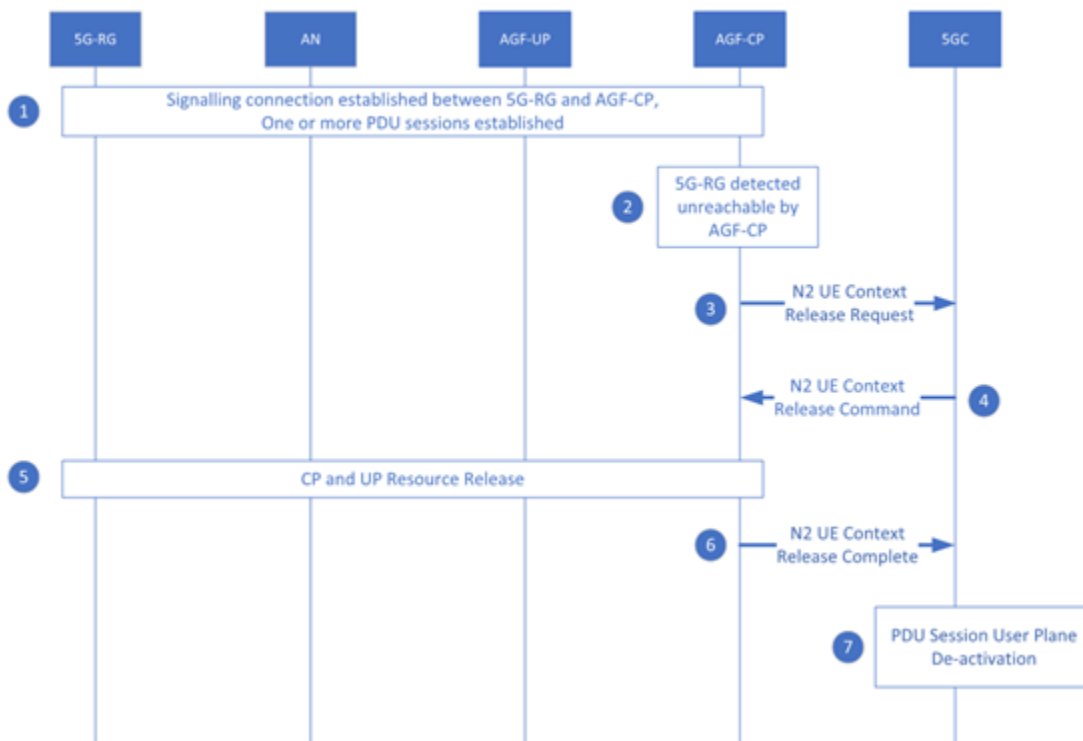 5G-RG
AN
AGF-UP
AGF-CP
5GC
1
Signalling connection established between 5G-RG and AGF-CP,
One or more PDU sessions established
2
5G-RG detected
unreachable by
AGF-CP
3
N2 UE Context
Release Request
N2 UE Context
Release Command
4
5
CP and UP Resource Release
6
N2 UE Context
Release Complete
7
PDU Session User Plane
De-activation